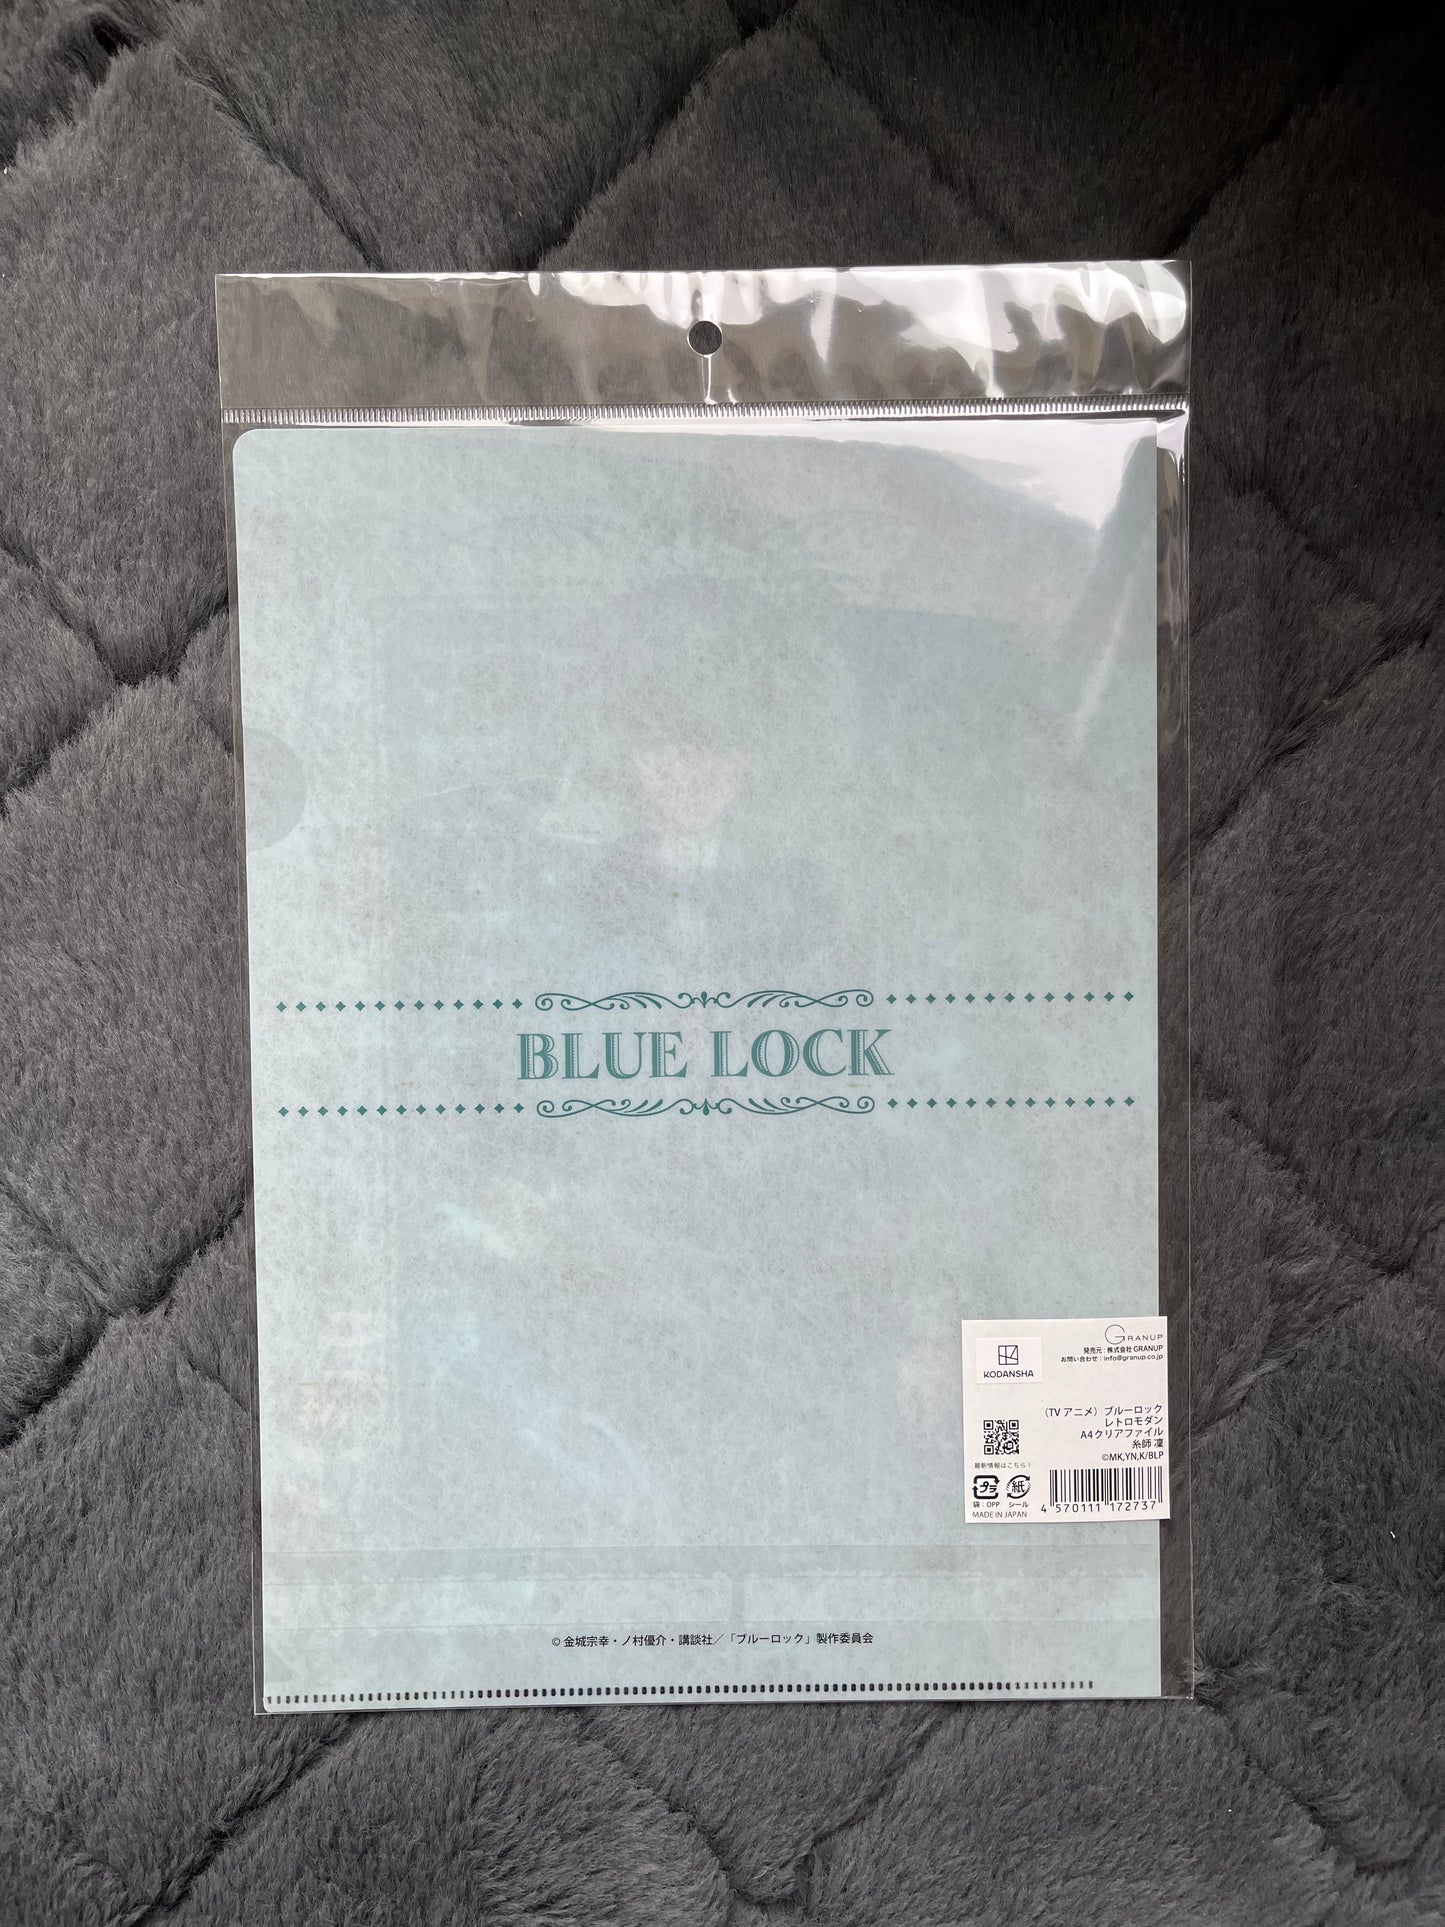 BLUE LOCK
GRANUP
発売元：株式会社 GRANUP
お問い合わせ：info@granup.co.jp
KODANSHA
（TV アニメ）ブルーロック
レトロモダン
A4クリアファイル
糸師 凜
©MK,YN,K/BLP
最新情報はこちら！
プラ
紙
袋：OPP シール
MADE IN JAPAN
4 570111 172737
© 金城宗幸・ノ村優介・講談社／「ブルーロック」製作委員会